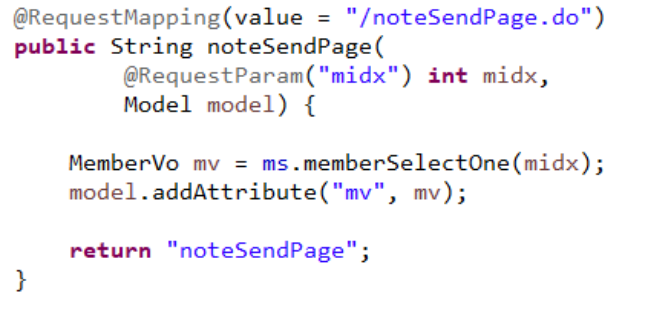 @RequestMapping(value = "/noteSendPage.do")
public String noteSendPage(
        @RequestParam("midx") int midx,
        Model model) {

    MemberVo mv = ms.memberSelectOne(midx);
    model.addAttribute("mv", mv);

    return "noteSendPage";
}